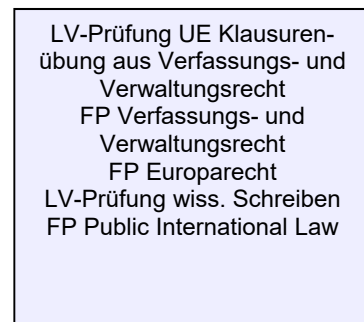 LV-Prüfung UE Klausuren-
übung aus Verfassungs- und
Verwaltungsrecht
FP Verfassungs- und
Verwaltungsrecht
FP Europarecht
LV-Prüfung wiss. Schreiben
FP Public International Law